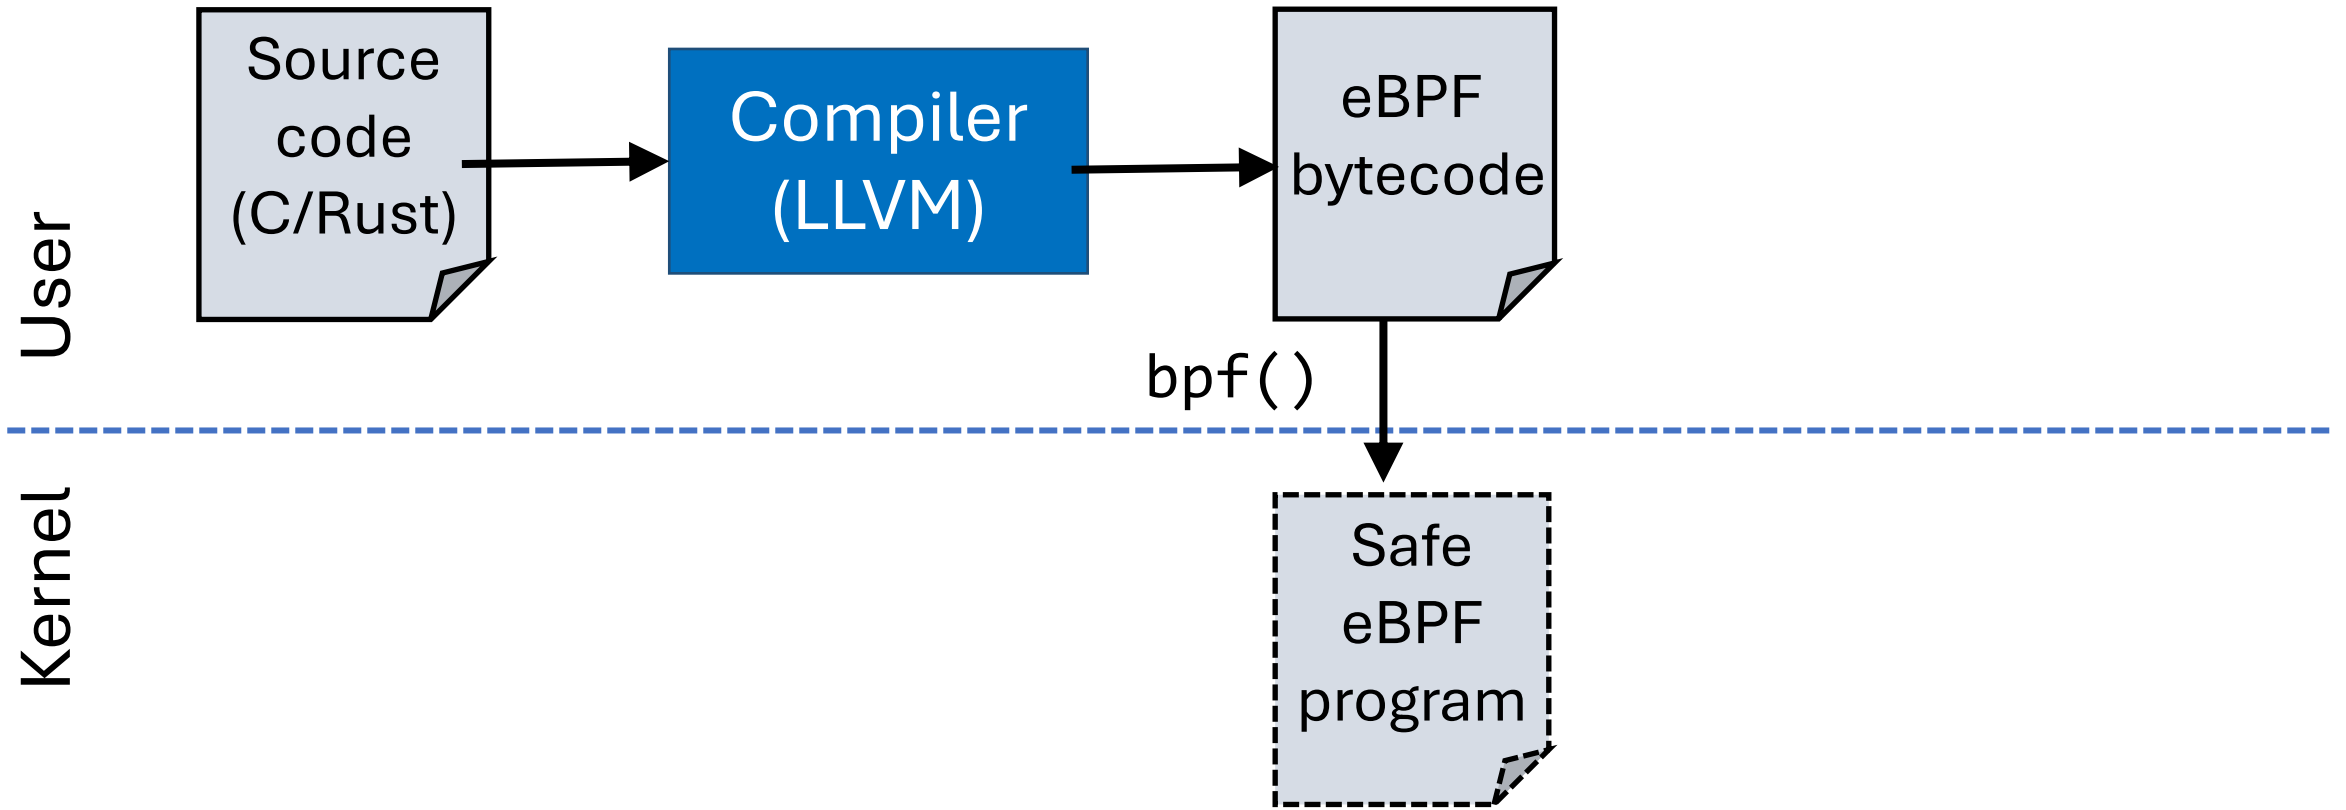 Source
code
(C/Rust)
Compiler
(LLVM)
eBPF
bytecode
User
bpf()
Kernel
Safe
eBPF
program